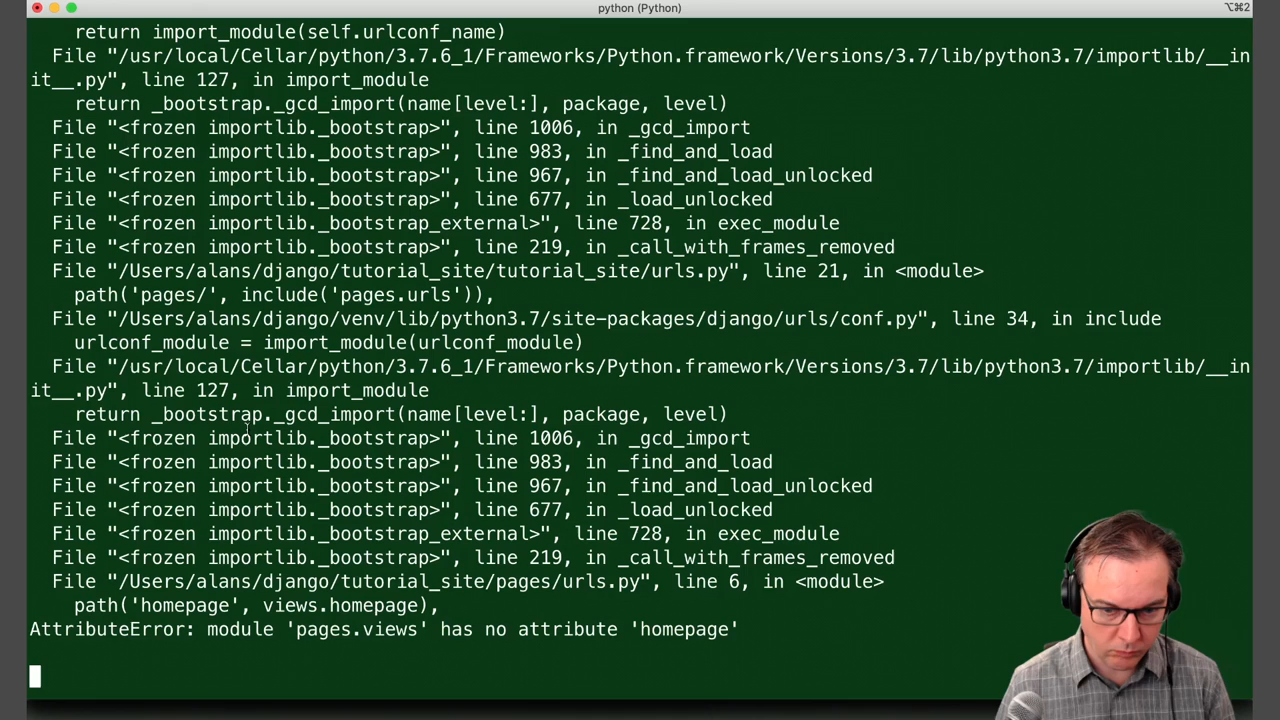 python (Python)
⌥⌘2
return import_module(self.urlconf_name)
File "/usr/local/Cellar/python/3.7.6_1/Frameworks/Python.framework/Versions/3.7/lib/python3.7/importlib/__in
it__.py", line 127, in import_module
return _bootstrap._gcd_import(name[level:], package, level)
File "<frozen importlib._bootstrap>", line 1006, in _gcd_import
File "<frozen importlib._bootstrap>", line 983, in _find_and_load
File "<frozen importlib._bootstrap>", line 967, in _find_and_load_unlocked
File "<frozen importlib._bootstrap>", line 677, in _load_unlocked
File "<frozen importlib._bootstrap_external>", line 728, in exec_module
File "<frozen importlib._bootstrap>", line 219, in _call_with_frames_removed
File "/Users/alans/django/tutorial_site/tutorial_site/urls.py", line 21, in <module>
path('pages/', include('pages.urls')),
File "/Users/alans/django/venv/lib/python3.7/site-packages/django/urls/conf.py", line 34, in include
urlconf_module = import_module(urlconf_module)
File "/usr/local/Cellar/python/3.7.6_1/Frameworks/Python.framework/Versions/3.7/lib/python3.7/importlib/__in
it__.py", line 127, in import_module
return _bootstrap._gcd_import(name[level:], package, level)
File "<frozen importlib._bootstrap>", line 1006, in _gcd_import
File "<frozen importlib._bootstrap>", line 983, in _find_and_load
File "<frozen importlib._bootstrap>", line 967, in _find_and_load_unlocked
File "<frozen importlib._bootstrap>", line 677, in _load_unlocked
File "<frozen importlib._bootstrap_external>", line 728, in exec_module
File "<frozen importlib._bootstrap>", line 219, in _call_with_frames_removed
File "/Users/alans/django/tutorial_site/pages/urls.py", line 6, in <module>
path('homepage', views.homepage),
AttributeError: module 'pages.views' has no attribute 'homepage'